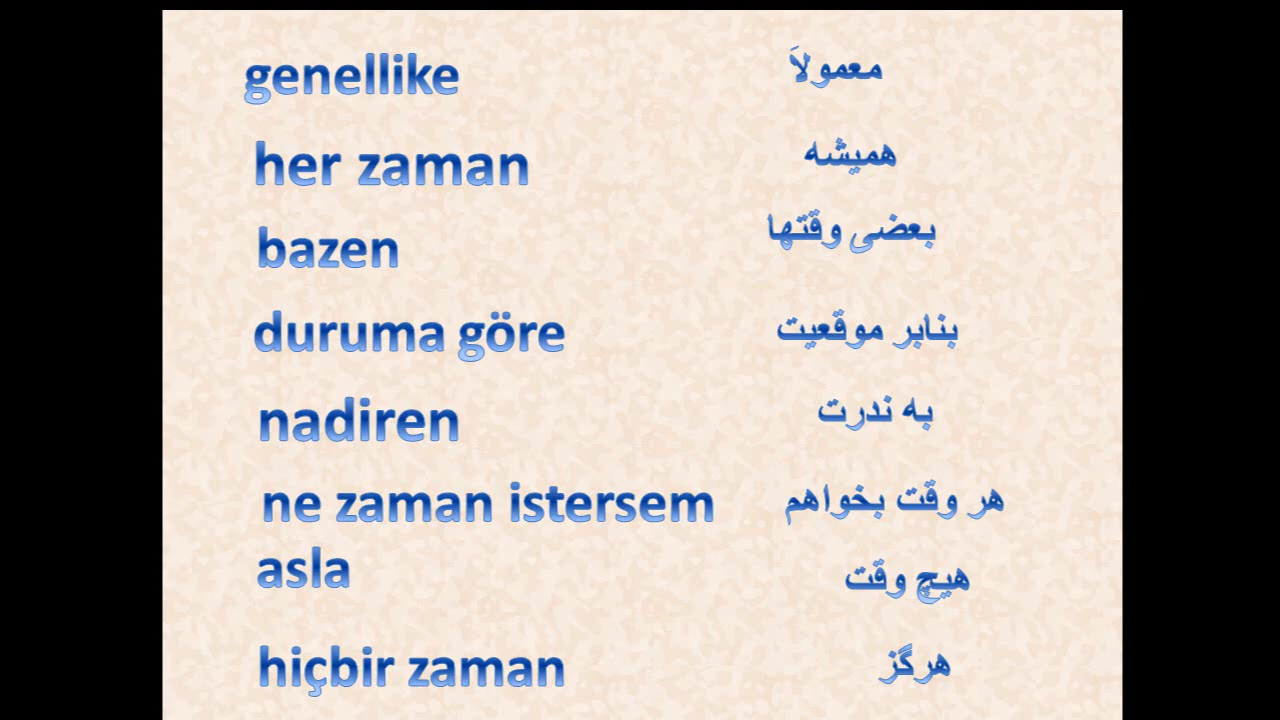 genellike معمولاَ
her zaman همیشه
bazen بعضی وقتها
duruma göre بنابر موقعیت
nadiren به ندرت
ne zaman istersem هر وقت بخواهم
asla هیچ وقت
hiçbir zaman هرگز